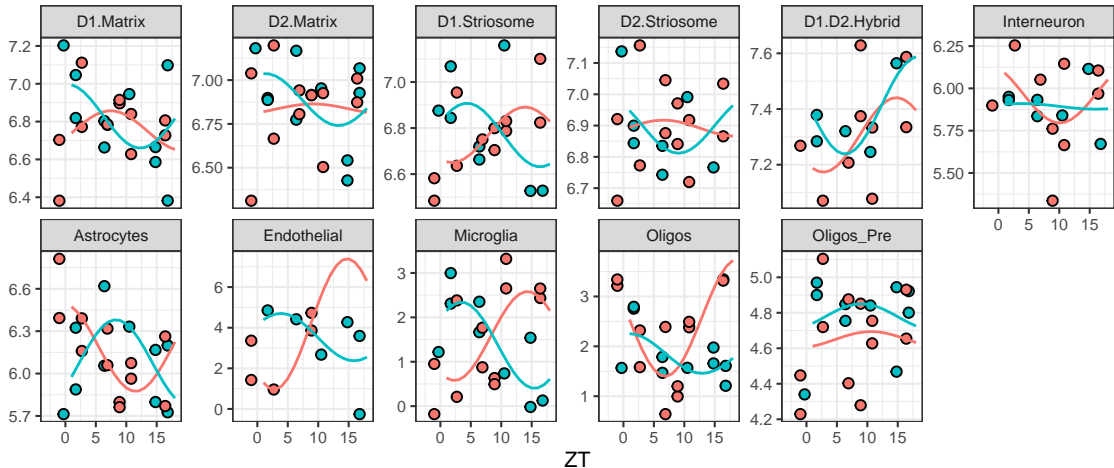 D1.Matrix D2.Matrix D1.Striosome D2.Striosome D1.D2.Hybrid Interneuron
7.2 7.0 6.8 6.6 6.4
7.00 6.75 6.50
7.0 6.8 6.6
7.1 7.0 6.9 6.8 6.7
7.6 7.4 7.2
6.25 6.00 5.75 5.50
Astrocytes Endothelial Microglia Oligos Oligos_Pre
6.6 6.3 6.0 5.7
6 4 2 0
3 2 1 0
3 2 1
5.0 4.8 4.6 4.4 4.2
0 5 10 15
0 5 10 15
0 5 10 15
0 5 10 15
0 5 10 15
0 5 10 15
ZT